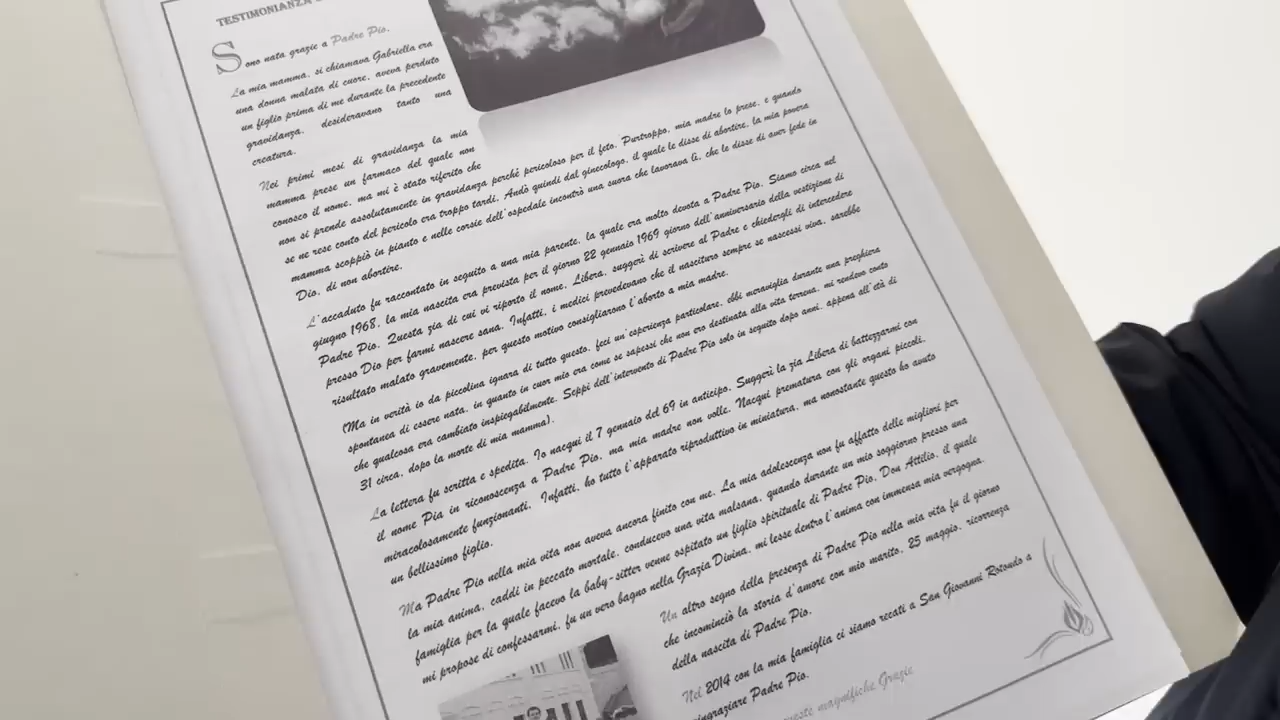 TESTIMONIANZA
Sono nata grazie a Padre Pio.
La mia mamma, si chiamava Gabriella era
una donna malata di cuore, aveva perduto
un figlio prima di me durante la precedente
gravidanza, desideravano tanto una
creatura.
Nei primi mesi di gravidanza la mia
mamma prese un farmaco del quale non
conosco il nome, ma mi è stato riferito che
non si prende assolutamente in gravidanza perché pericoloso per il feto. Purtroppo, mia madre lo prese, e quando
se ne rese conto del pericolo era troppo tardi. Andò quindi dal ginecologo, il quale le disse di abortire, la mia povera
mamma scoppiò in pianto e nelle corsie dell'ospedale incontrò una suora che lavorava lì, che le disse di aver fede in
Dio, di non abortire.
L'accaduto fu raccontato in seguito a una mia parente, la quale era molto devota a Padre Pio. Siamo circa nel
giugno 1968, la mia nascita era prevista per il giorno 22 gennaio 1969 giorno dell'anniversario della vestizione di
Padre Pio. Questa zia di cui vi riporto il nome, Libera, suggerì di scrivere al Padre e chiedergli di intercedere
presso Dio per farmi nascere sana. Infatti, i medici prevedevano che il nascituro sempre se nascessi viva, sarebbe
risultato malato gravemente, per questo motivo consigliarono l'aborto a mia madre.
(Ma in verità io da piccolina ignara di tutto questo, feci un'esperienza particolare, ebbi meraviglia durante una preghiera
spontanea di essere nata, in quanto in cuor mio era come se sapessi che non ero destinata alla vita terrena, mi rendevo conto
che qualcosa era cambiato inspiegabilmente. Seppi dell'intervento di Padre Pio solo in seguito dopo anni, appena all'età di
31 circa, dopo la morte di mia mamma).
La lettera fu scritta e spedita. Io nacqui il 7 gennaio del 69 in anticipo. Suggerì la zia Libera di battezzarmi con
il nome Pia in riconoscenza a Padre Pio, ma mia madre non volle. Nacqui prematura con gli organi piccoli,
miracolosamente funzionanti. Infatti, ho tutto l'apparato riproduttivo in miniatura, ma nonostante questo ho avuto
un bellissimo figlio.
Ma Padre Pio nella mia vita non aveva ancora finito con me. La mia adolescenza non fu affatto delle migliori per
la mia anima, caddi in peccato mortale, conducevo una vita malsana, quando durante un mio soggiorno presso una
famiglia per la quale facevo la baby-sitter venne ospitato un figlio spirituale di Padre Pio, Don Attilio, il quale
mi propose di confessarmi, fu un vero bagno nella Grazia Divina, mi lesse dentro l'anima con immensa mia vergogna.
Un altro segno della presenza di Padre Pio nella mia vita fu il giorno
che incominciò la storia d'amore con mio marito, 25 maggio, ricorrenza
della nascita di Padre Pio.
Nel 2014 con la mia famiglia ci siamo recati a San Giovanni Rotondo a
ringraziare Padre Pio.
queste magnifiche Grazie